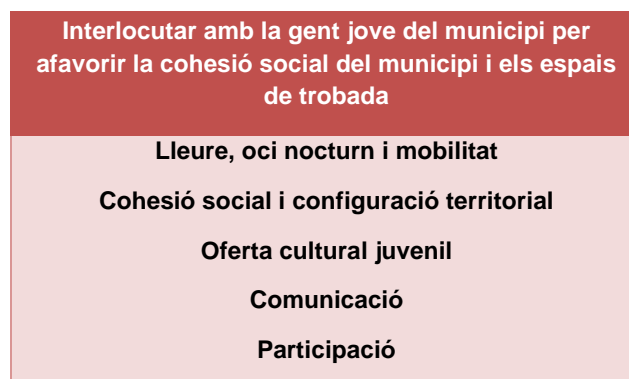 Interlocutar amb la gent jove del municipi per
afavorir la cohesió social del municipi i els espais
de trobada
Lleure, oci nocturn i mobilitat
Cohesió social i configuració territorial
Oferta cultural juvenil
Comunicació
Participació